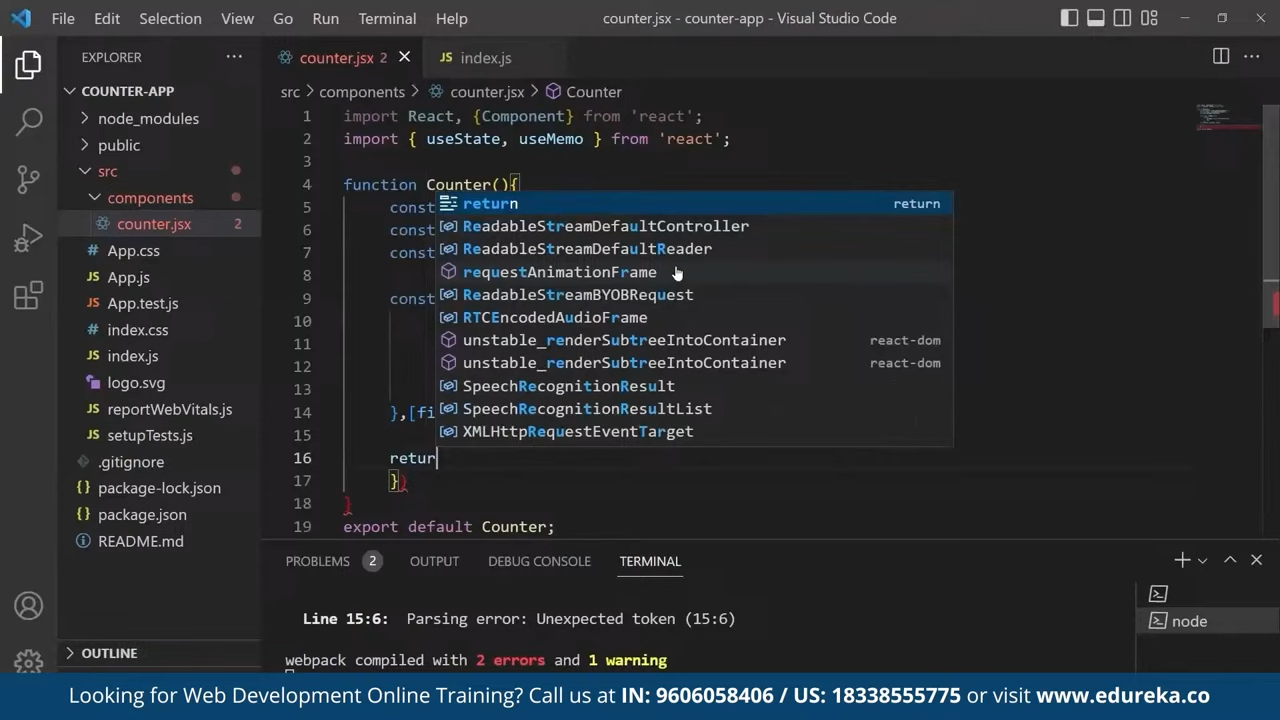 File Edit Selection View Go Run Terminal Help counter.jsx - counter-app - Visual Studio Code
EXPLORER
COUNTER-APP
node_modules
public
src
components
counter.jsx 2
App.css
App.js
App.test.js
index.css
index.js
logo.svg
reportWebVitals.js
setupTests.js
.gitignore
package-lock.json
package.json
README.md
OUTLINE
counter.jsx 2 JS index.js
src > components > counter.jsx > Counter
1 import React, {Component} from 'react';
2 import { useState, useMemo } from 'react';
3
4 function Counter(){
5 const
6 const
7 const
8
9 const
10
11
12
13
14 },[fi
15
16 retur
17 })
18 }
19 export default Counter;
return return
ReadableStreamDefaultController
ReadableStreamDefaultReader
requestAnimationFrame
ReadableStreamBYOBRequest
RTCEncodedAudioFrame
unstable_renderSubtreeIntoContainer react-dom
unstable_renderSubtreeIntoContainer react-dom
SpeechRecognitionResult
SpeechRecognitionResultList
XMLHttpRequestEventTarget
PROBLEMS 2 OUTPUT DEBUG CONSOLE TERMINAL
Line 15:6: Parsing error: Unexpected token (15:6)
webpack compiled with 2 errors and 1 warning
node
Looking for Web Development Online Training? Call us at IN: 9606058406 / US: 18338555775 or visit www.edureka.co